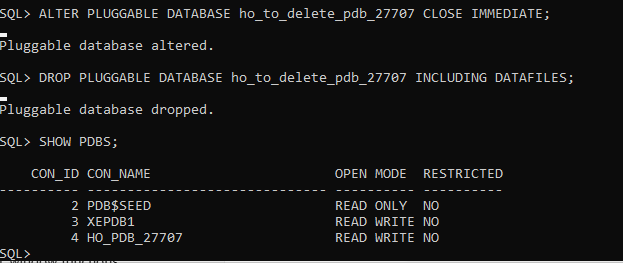 SQL> ALTER PLUGGABLE DATABASE ho_to_delete_pdb_27707 CLOSE IMMEDIATE;
Pluggable database altered.
SQL> DROP PLUGGABLE DATABASE ho_to_delete_pdb_27707 INCLUDING DATAFILES;
Pluggable database dropped.
SQL> SHOW PDBS;
    CON_ID CON_NAME                       OPEN MODE  RESTRICTED
---------- ------------------------------ ---------- ----------
         2 PDB$SEED                       READ ONLY  NO
         3 XEPDB1                         READ WRITE NO
         4 HO_PDB_27707                   READ WRITE NO
SQL>